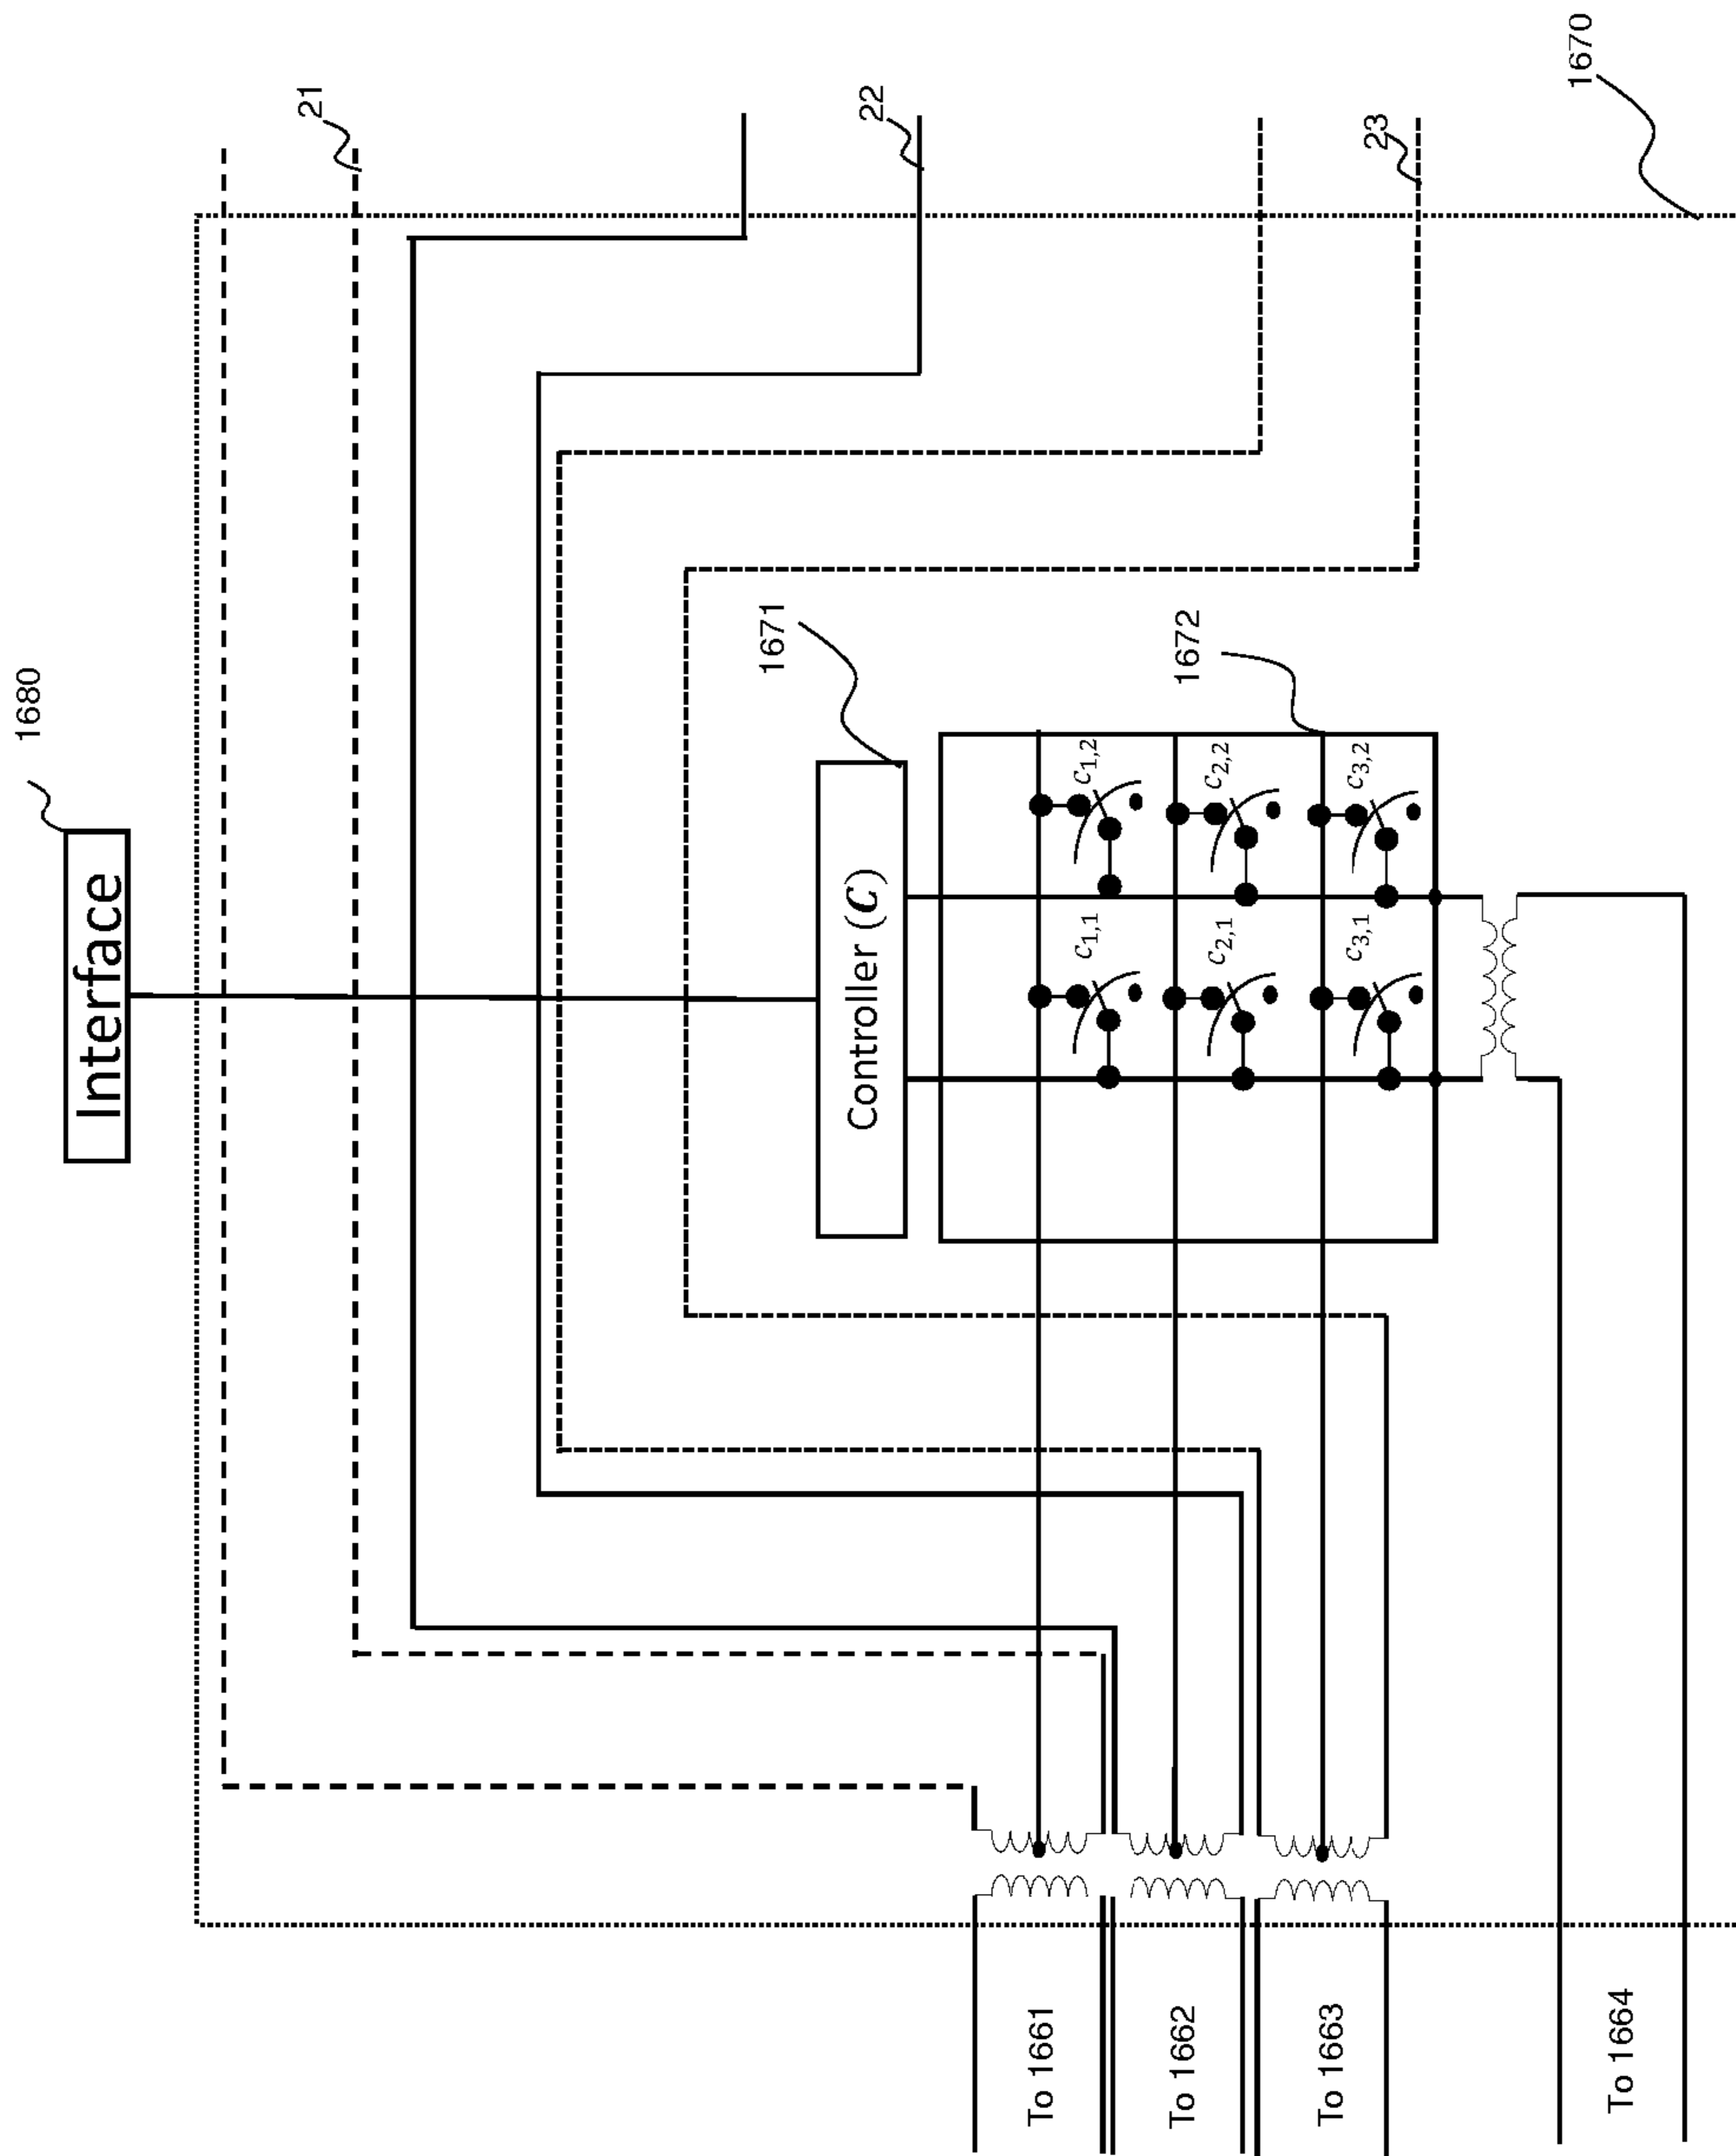 1680
Interface
21
22
23
1670
1671
Controller (C)
1672
c1,1
c1,2
c2,1
c2,2
c3,1
c3,2
To 1661
To 1662
To 1663
To 1664